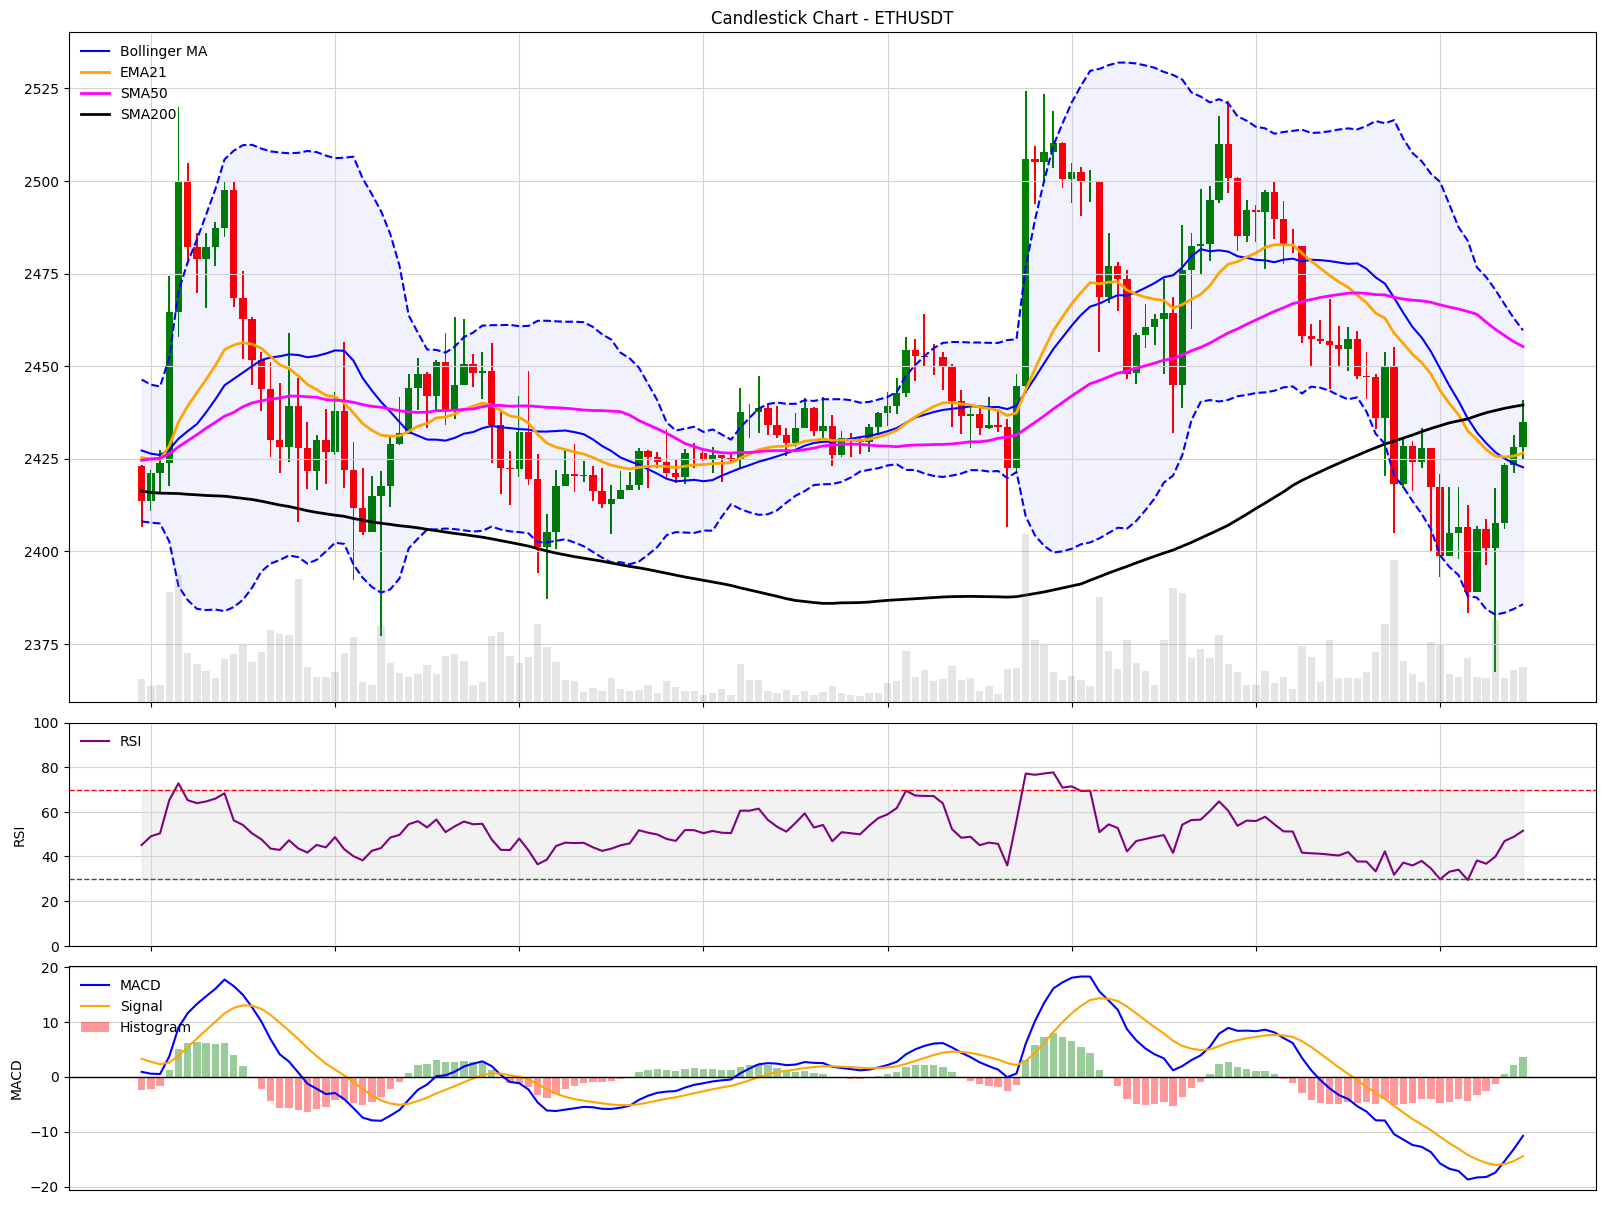 Candlestick Chart - ETHUSDT
Bollinger MA
EMA21
SMA50
SMA200
2525
2500
2475
2450
2425
2400
2375
RSI
100
80
60
40
20
0
RSI
MACD
Signal
Histogram
20
10
0
−10
−20
MACD